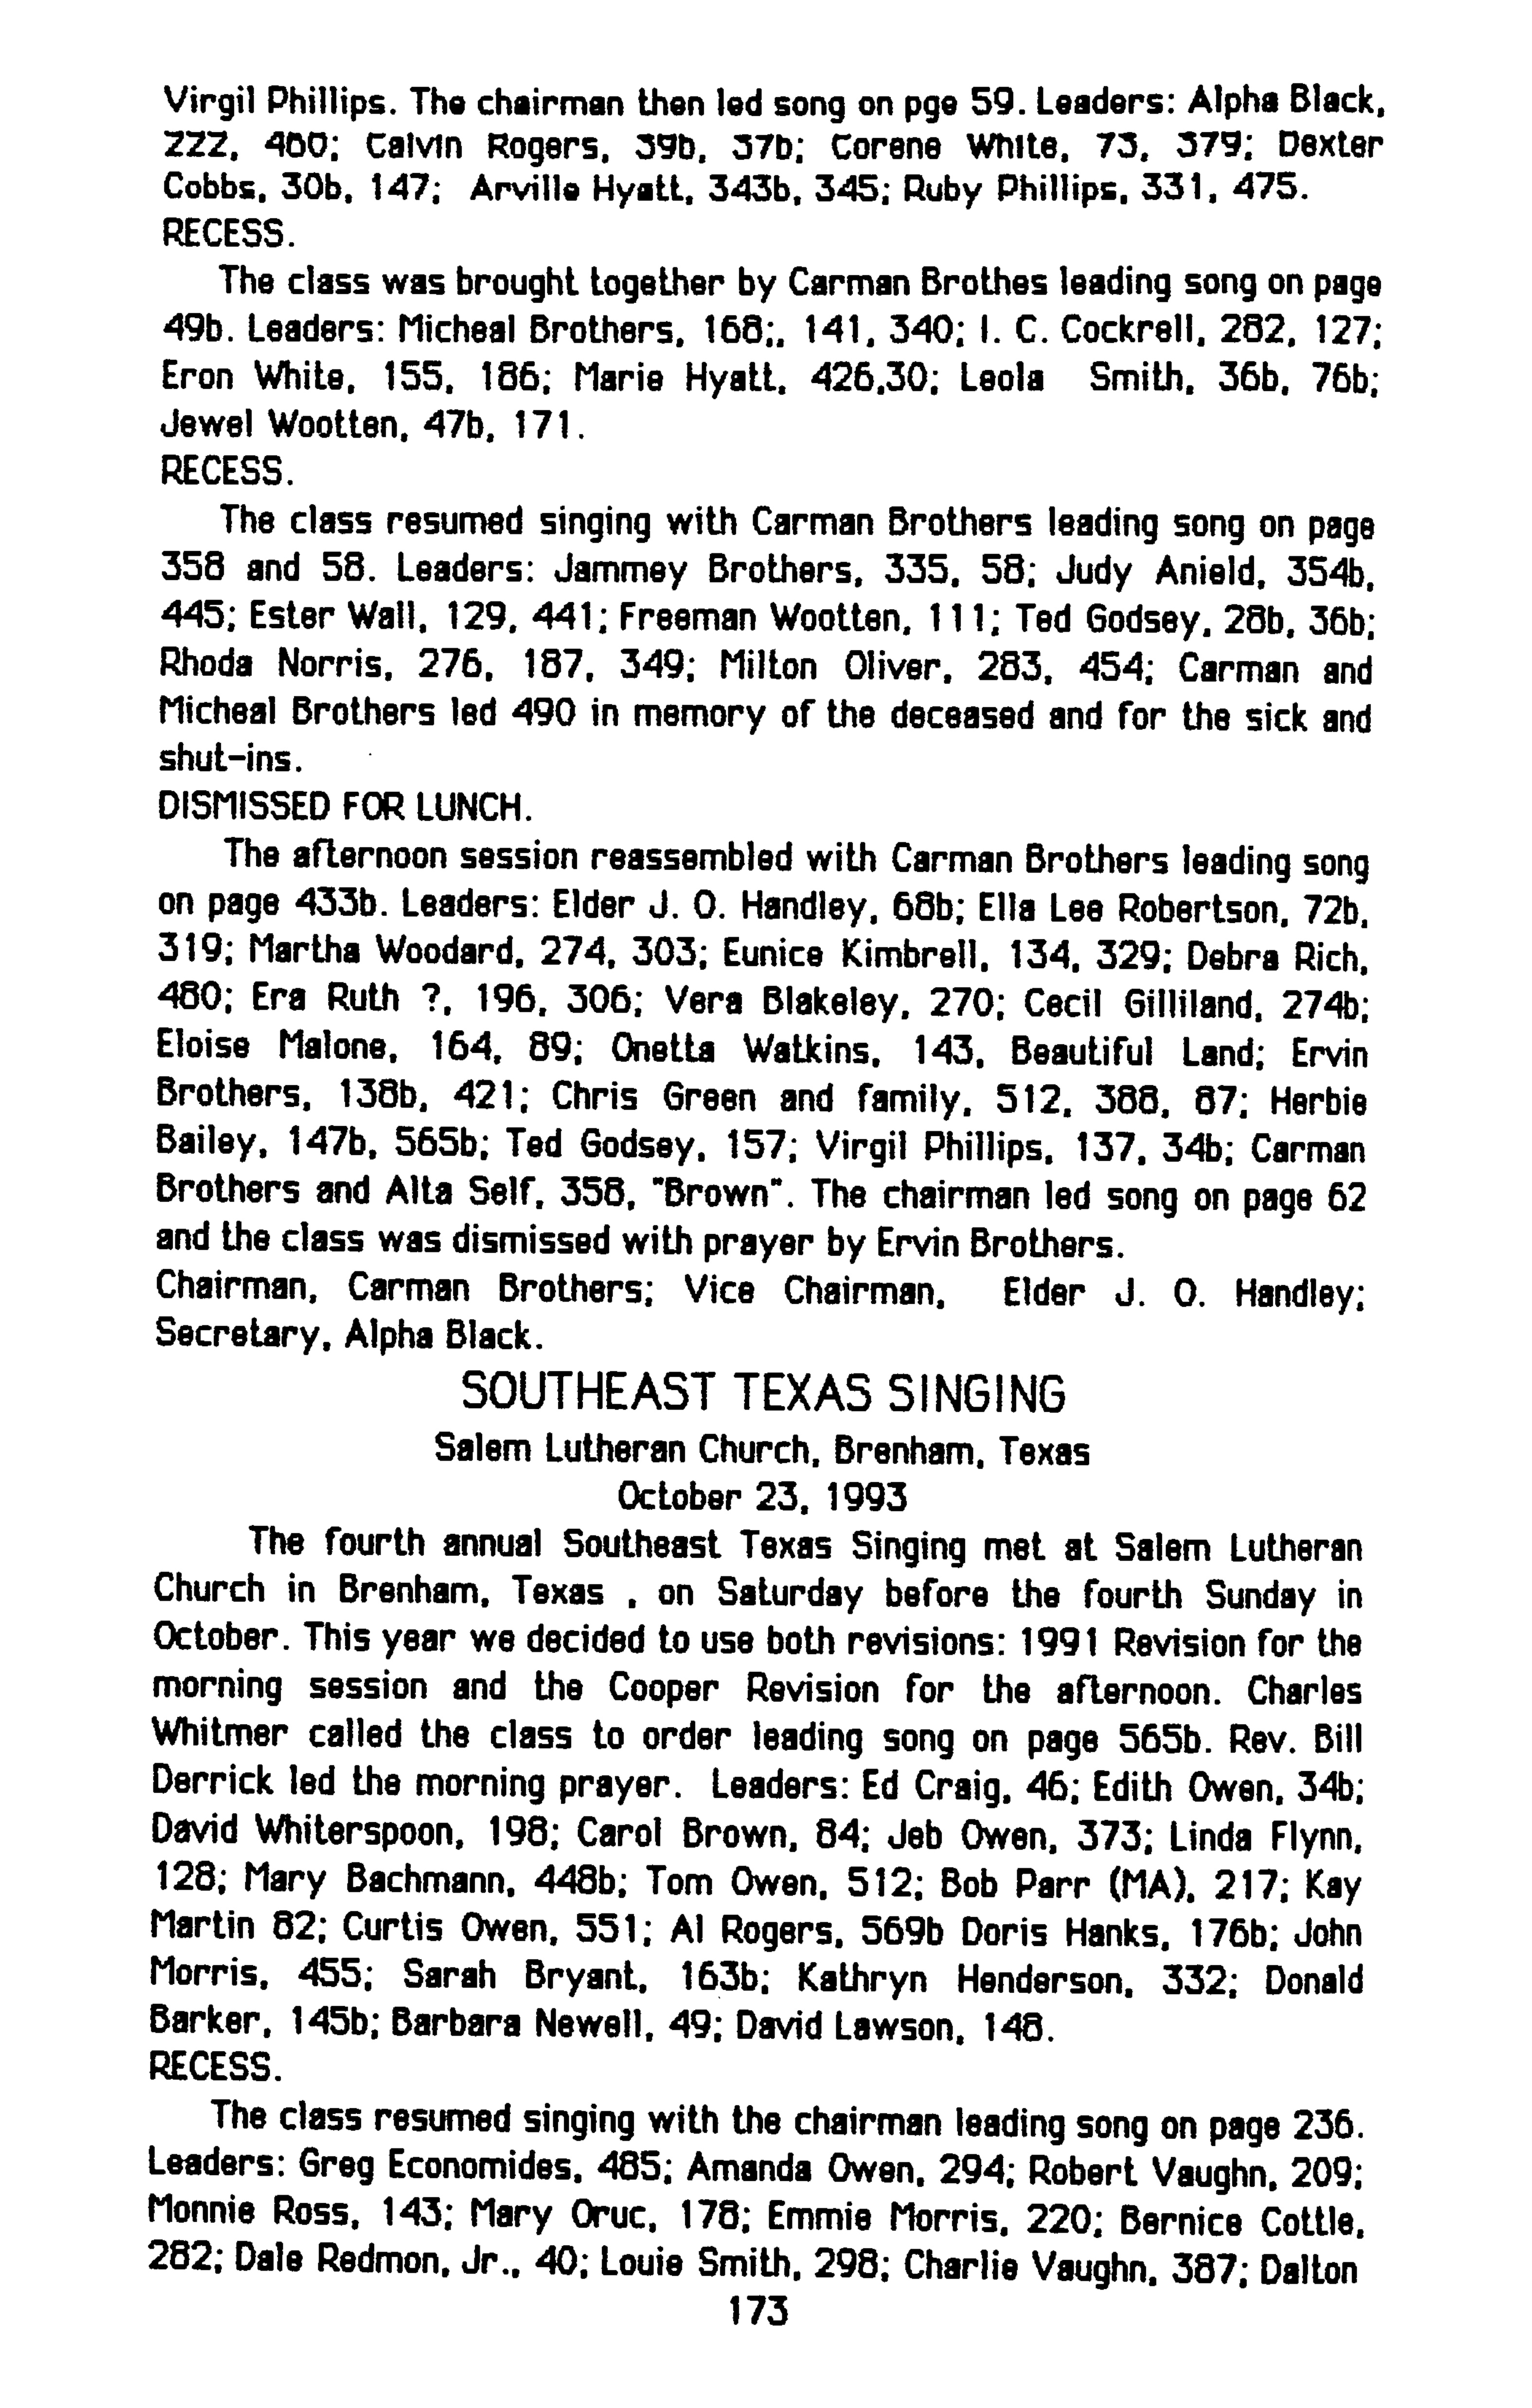 Virgil Phillips. The chairman then led song on pge 59. Leaders: Alpha Black,
222, 480; Calvin Rogers, 39b, 37b; Corene White, 73, 379; Dexter
Cobbs, 30b, 147; Arville Hyatt, 343b, 345; Ruby Phillips, 331, 475.
RECESS.
The class was brought together by Carman Brothes leading song on page
49b. Leaders: Micheal Brothers, 168;, 141, 340; I. C. Cockrell, 282, 127;
Eron White, 155, 186; Marie Hyatt, 426,30; Leola Smith, 36b, 76b;
Jewel Wootten, 47b, 171.
RECESS.
The class resumed singing with Carman Brothers leading song on page
358 and 58. Leaders: Jammey Brothers, 335, 58; Judy Anield, 354b,
445; Ester Wall, 129, 441; Freeman Wootten, 111; Ted Godsey, 28b, 36b;
Rhoda Norris, 276, 187, 349; Milton Oliver, 283, 454; Carman and
Micheal Brothers led 490 in memory of the deceased and for the sick and
shut-ins.
DISMISSED FOR LUNCH.
The afternoon session reassembled with Carman Brothers leading song
on page 433b. Leaders: Elder J. O. Handley, 68b; Ella Lee Robertson, 72b,
319; Martha Woodard, 274, 303; Eunice Kimbrell, 134, 329; Debra Rich,
480; Era Ruth ?, 196, 306; Vera Blakeley, 270; Cecil Gilliland, 274b;
Eloise Malone, 164, 89; Onetta Watkins, 143, Beautiful Land; Ervin
Brothers, 138b, 421; Chris Green and family, 512, 388, 87; Herbie
Bailey, 147b, 565b; Ted Godsey, 157; Virgil Phillips, 137, 34b; Carman
Brothers and Alta Self, 358, "Brown". The chairman led song on page 62
and the class was dismissed with prayer by Ervin Brothers.
Chairman, Carman Brothers; Vice Chairman, Elder J. O. Handley;
Secretary, Alpha Black.
SOUTHEAST TEXAS SINGING
Salem Lutheran Church, Brenham, Texas
October 23, 1993
The fourth annual Southeast Texas Singing met at Salem Lutheran
Church in Brenham, Texas , on Saturday before the fourth Sunday in
October. This year we decided to use both revisions: 1991 Revision for the
morning session and the Cooper Revision for the afternoon. Charles
Whitmer called the class to order leading song on page 565b. Rev. Bill
Derrick led the morning prayer. Leaders: Ed Craig, 46; Edith Owen, 34b;
David Whiterspoon, 198; Carol Brown, 84; Jeb Owen, 373; Linda Flynn,
128; Mary Bachmann, 448b; Tom Owen, 512; Bob Parr (MA), 217; Kay
Martin 82; Curtis Owen, 551; Al Rogers, 569b Doris Hanks, 176b; John
Morris, 455; Sarah Bryant, 163b; Kathryn Henderson, 332; Donald
Barker, 145b; Barbara Newell, 49; David Lawson, 148.
RECESS.
The class resumed singing with the chairman leading song on page 236.
Leaders: Greg Economides, 485; Amanda Owen, 294; Robert Vaughn, 209;
Monnie Ross, 143; Mary Oruc, 178; Emmie Morris, 220; Bernice Cottle,
282; Dale Redmon, Jr., 40; Louie Smith, 298; Charlie Vaughn, 387; Dalton
173